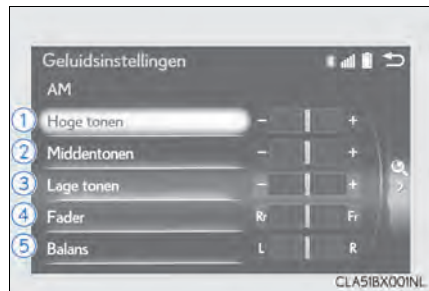 Geluidsinstellingen
AM
1 Hoge tonen - +
2 Middentonen - +
3 Lage tonen - +
4 Fader Rr Fr
5 Balans L R
CLA51BX001NL